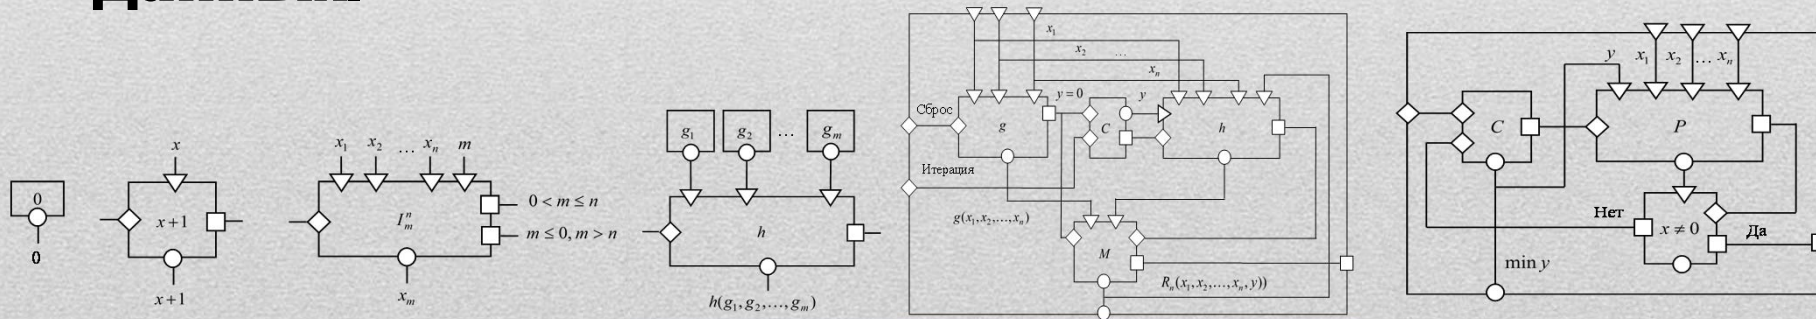 0
0
x
x+1
x+1
x₁ x₂ … xₙ m
Iₘⁿ
0 < m ≤ n
m ≤ 0, m > n
xₘ
g₁ g₂ … gₘ
h
h(g₁, g₂, …, gₘ)
x₁
x₂ …
xₙ
Сброс
g
y = 0
C
y
h
Итерация
g(x₁, x₂, …, xₙ)
M
Rₙ(x₁, x₂, …, xₙ, y))
y x₁ x₂ … xₙ
C
P
Нет
x ≠ 0
Да
min y